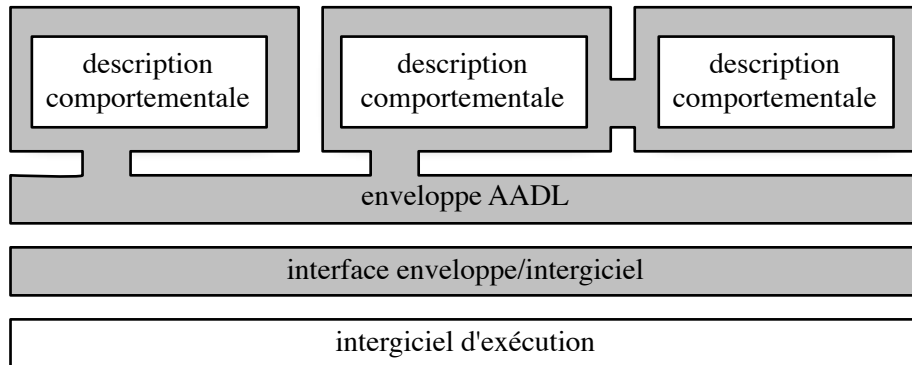 description
comportementale
description
comportementale
description
comportementale
enveloppe AADL
interface enveloppe/intergiciel
intergiciel d'exécution